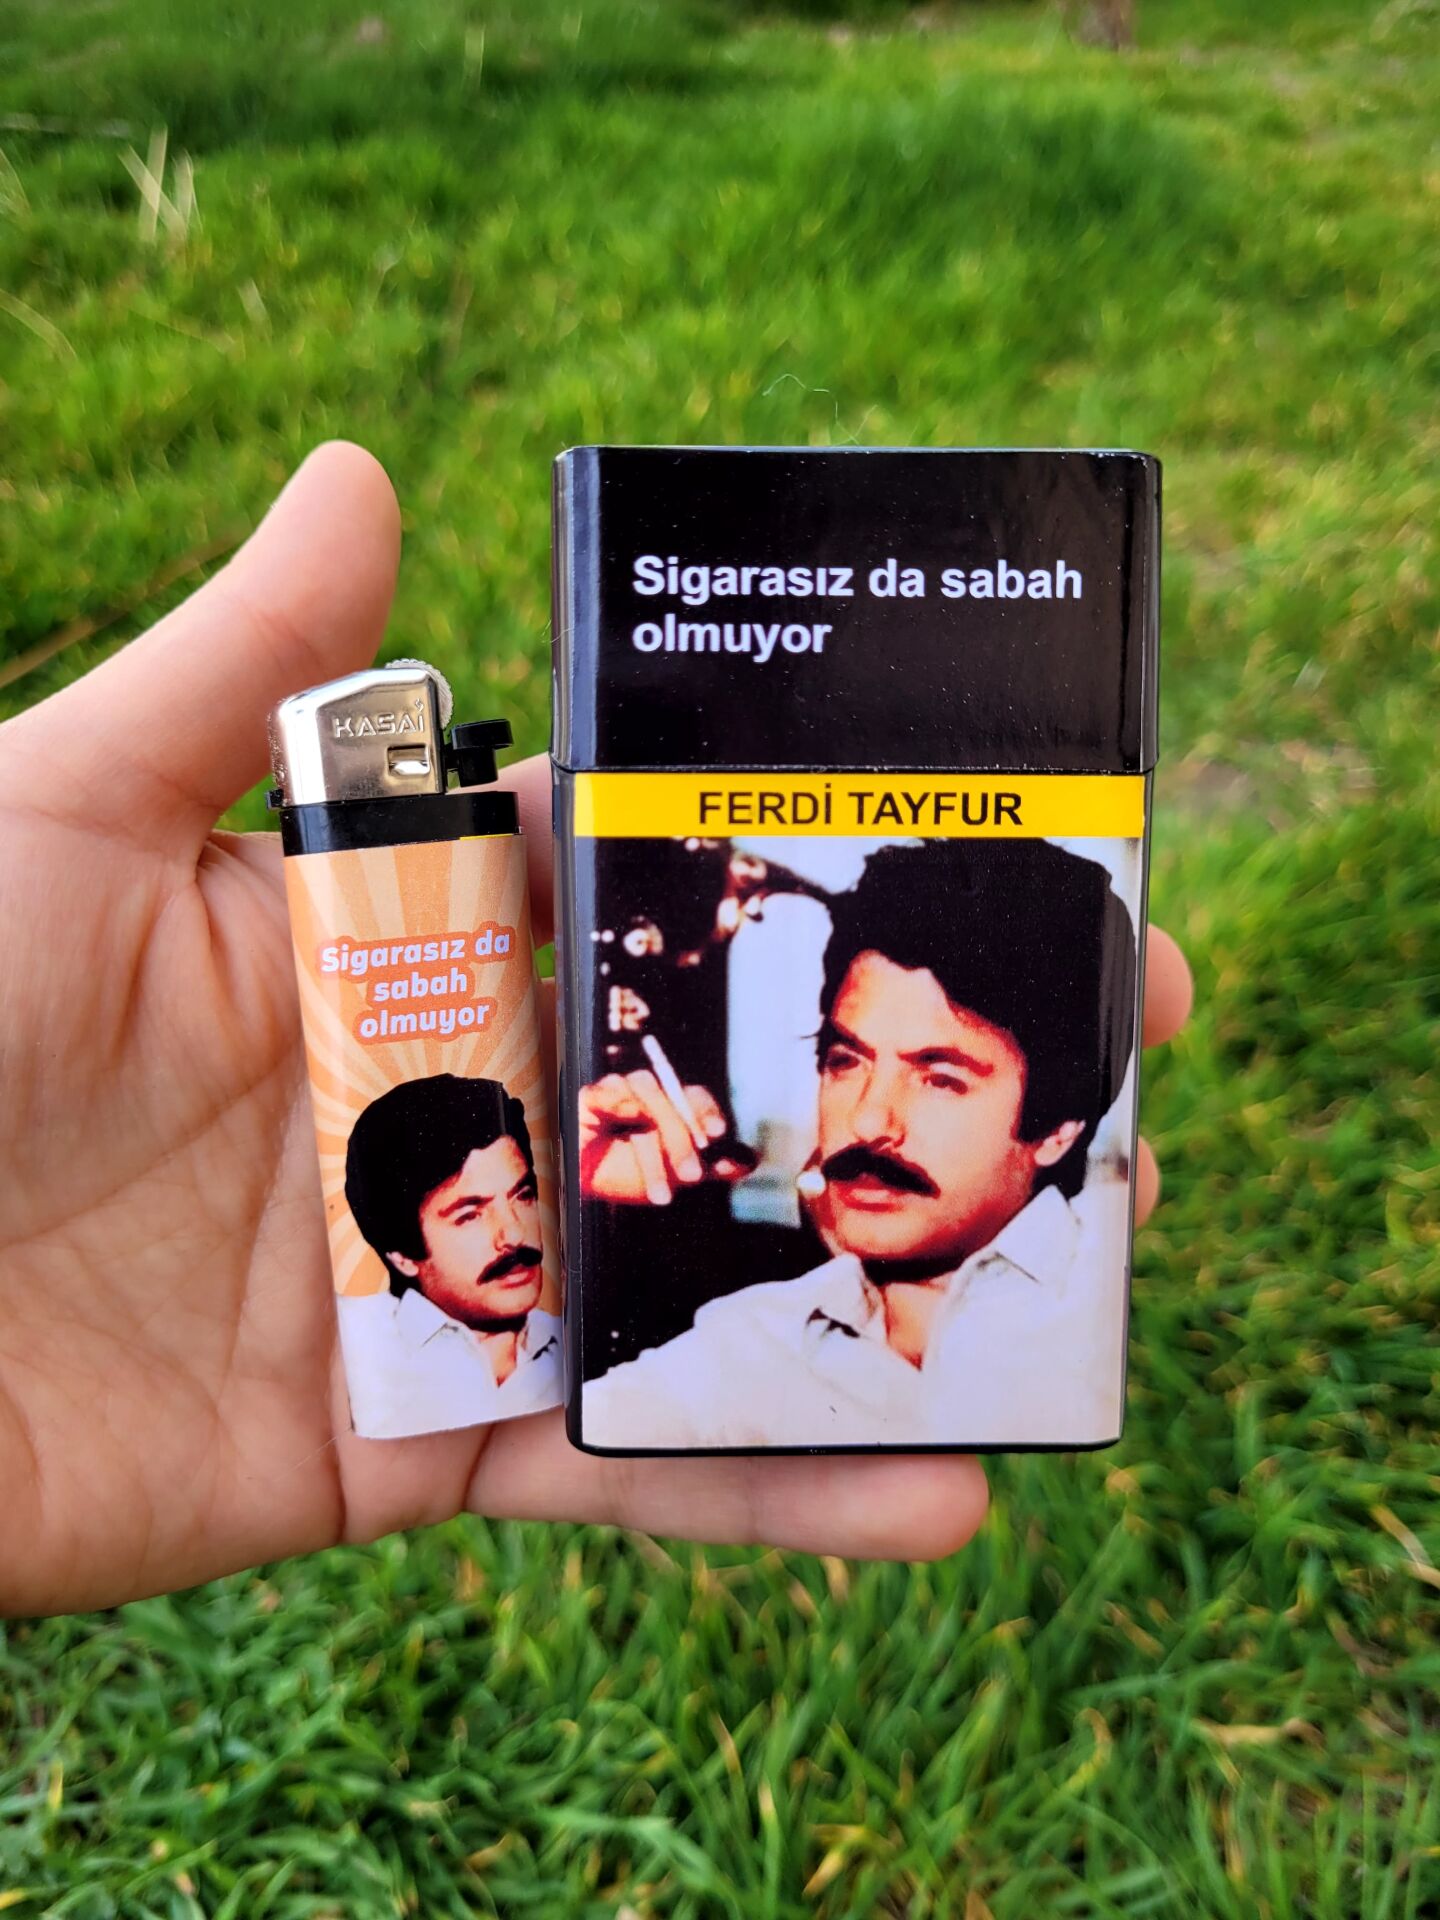 Sigarasız da sabah
olmuyor
FERDİ TAYFUR
KASAI
Sigarasız da
sabah
olmuyor